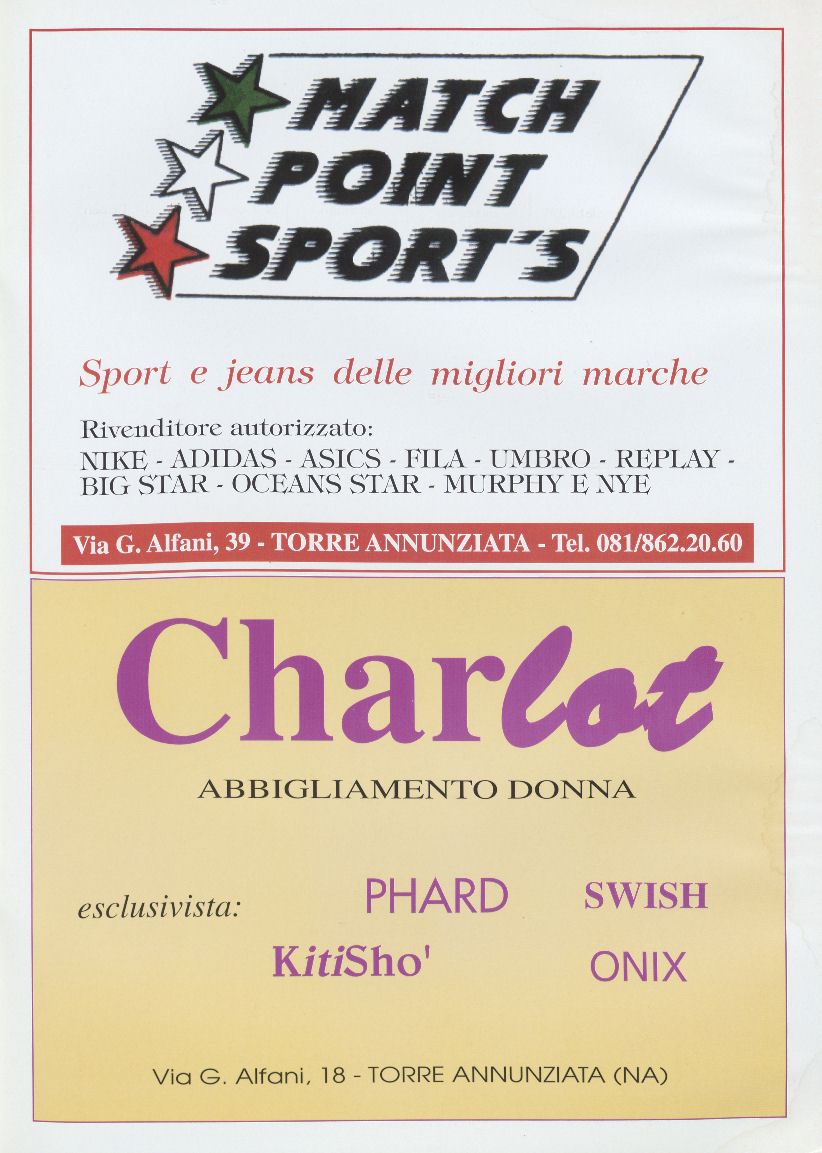 MATCH
POINT
SPORT'S
Sport e jeans delle migliori marche
Rivenditore autorizzato:
NIKE - ADIDAS - ASICS - FILA - UMBRO - REPLAY -
BIG STAR - OCEANS STAR - MURPHY E NYE
Via G. Alfani, 39 - TORRE ANNUNZIATA - Tel. 081/862.20.60
Charlot
ABBIGLIAMENTO DONNA
esclusivista: PHARD SWISH
KitiSho' ONIX
Via G. Alfani, 18 - TORRE ANNUNZIATA (NA)